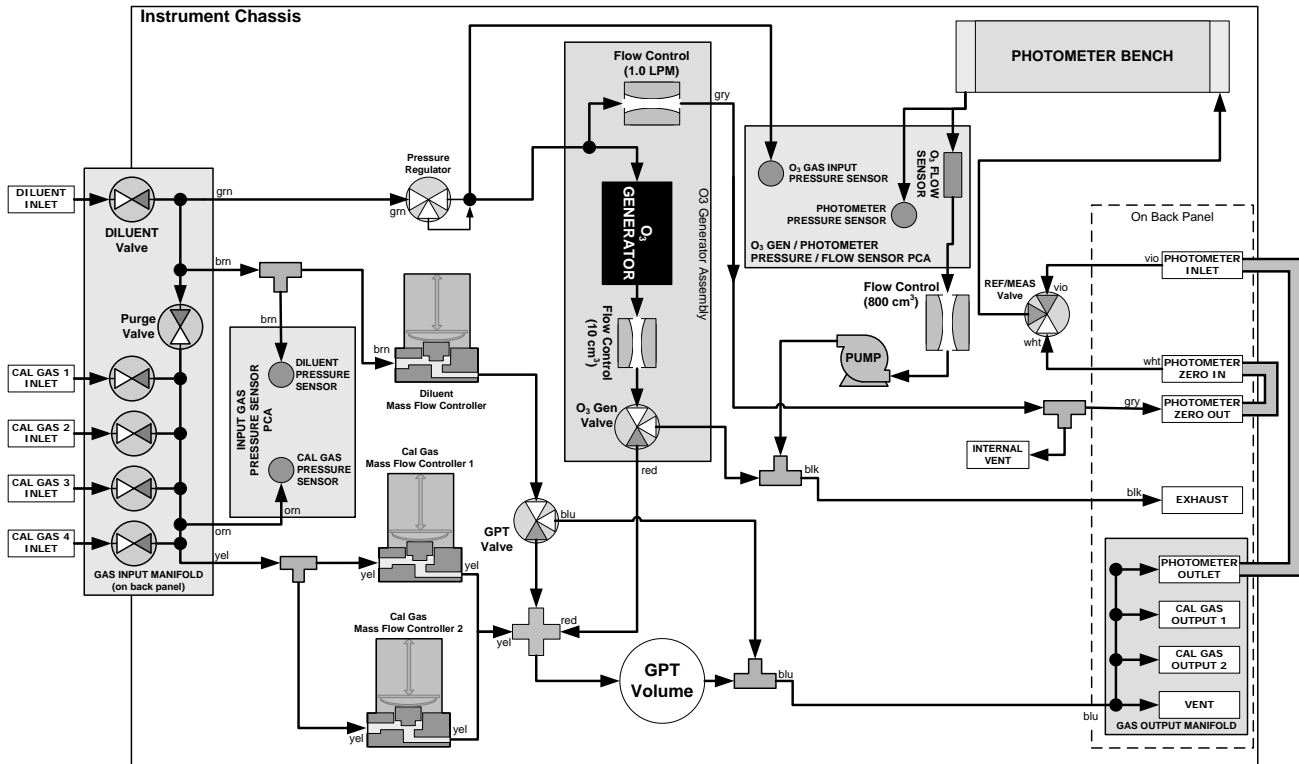 Instrument Chassis
Flow Control
(1.0 LPM)
gry
PHOTOMETER BENCH
Pressure
Regulator
grn
grn
DILUENT
INLET
DILUENT
Valve
brn
Purge
Valve
brn
brn
DILUENT
PRESSURE
SENSOR
INPUT GAS
PRESSURE SENSOR
PCA
CAL GAS
PRESSURE
SENSOR
orn
orn
CAL GAS 1
INLET
CAL GAS 2
INLET
CAL GAS 3
INLET
CAL GAS 4
INLET
yel
GAS INPUT MANIFOLD
(on back panel)
Diluent
Mass Flow Controller
Cal Gas
Mass Flow Controller 1
yel
yel
Cal Gas
Mass Flow Controller 2
yel
yel
O3
GENERATOR
O3 Generator Assembly
Flow Control
(10 cm3)
O3 Gen
Valve
red
GPT
Valve
blu
red
yel
GPT
Volume
blu
O3 GAS INPUT
PRESSURE SENSOR
O3 FLOW
SENSOR
PHOTOMETER
PRESSURE SENSOR
O3 GEN / PHOTOMETER
PRESSURE / FLOW SENSOR PCA
Flow Control
(800 cm3)
PUMP
REF/MEAS
Valve
vio
vio
wht
wht
gry
INTERNAL
VENT
blk
blk
On Back Panel
PHOTOMETER
INLET
PHOTOMETER
ZERO IN
PHOTOMETER
ZERO OUT
EXHAUST
PHOTOMETER
OUTLET
CAL GAS
OUTPUT 1
CAL GAS
OUTPUT 2
VENT
blu
GAS OUTPUT MANIFOLD